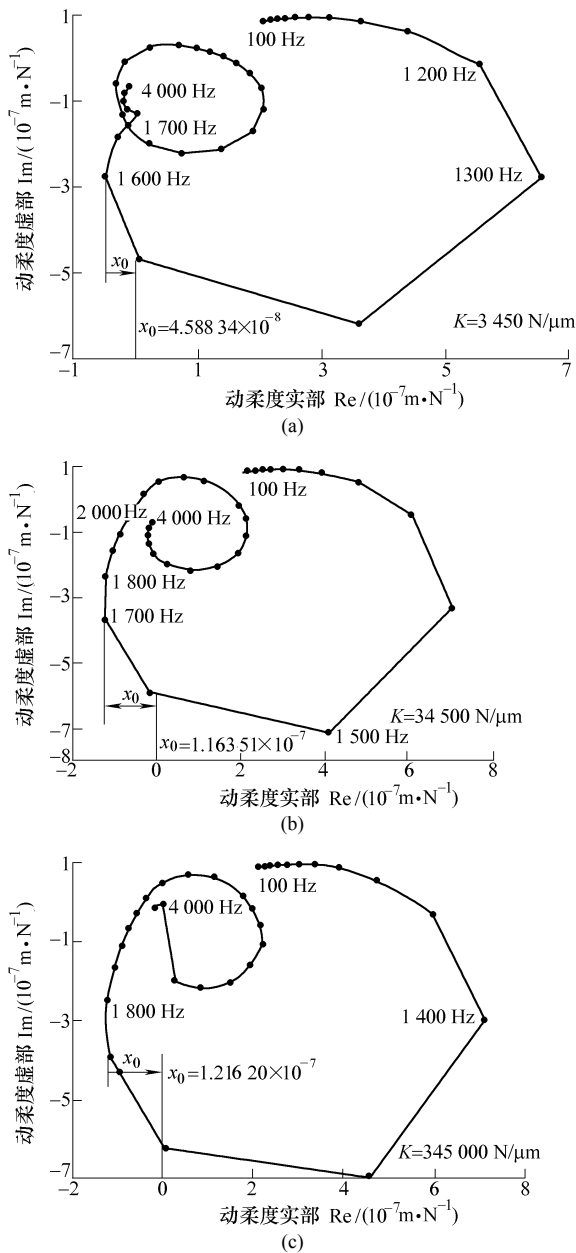 1
100 Hz
1 200 Hz
4 000 Hz
−1
1 700 Hz
−3
1 600 Hz
1300 Hz
−5
x₀
x₀=4.588 34×10⁻⁸
K=3 450 N/μm
−7
−1 1 3 5 7
动柔度虚部 Im/(10⁻⁷m•N⁻¹)
动柔度实部 Re/(10⁻⁷m•N⁻¹)
(a)
1
100 Hz
2 000Hz
4 000 Hz
−1
−3
1 800 Hz
1 700 Hz
−5
x₀
x₀=1.163 51×10⁻⁷
K=34 500 N/μm
−7
1 500 Hz
−8
−2 0 2 4 6 8
动柔度虚部 Im/(10⁻⁷m•N⁻¹)
动柔度实部 Re/(10⁻⁷m•N⁻¹)
(b)
1
100 Hz
4 000 Hz
−1
1 800 Hz
1 400 Hz
−3
x₀
x₀=1.216 20×10⁻⁷
−5
K=345 000 N/μm
−7
−2 0 2 4 6 8
动柔度虚部 Im/(10⁻⁷m•N⁻¹)
动柔度实部 Re/(10⁻⁷m•N⁻¹)
(c)